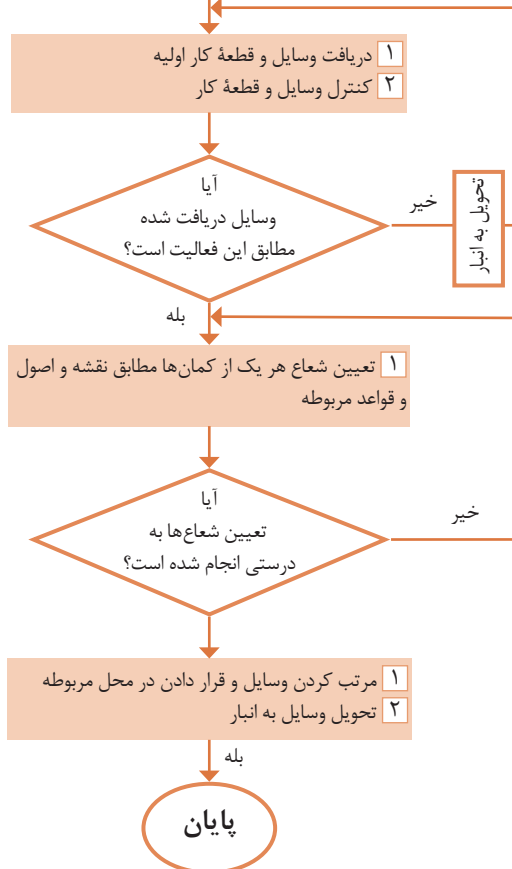 ۱ دریافت وسایل و قطعهٔ کار اولیه
۲ کنترل وسایل و قطعهٔ کار
آیا
وسایل دریافت شده
مطابق این فعالیت است؟
خیر
تحویل به انبار
بله
۱ تعیین شعاع هر یک از کمان‌ها مطابق نقشه و اصول
و قواعد مربوطه
آیا
تعیین شعاع‌ها به
درستی انجام شده است؟
خیر
۱ مرتب کردن وسایل و قرار دادن در محل مربوطه
۲ تحویل وسایل به انبار
بله
پایان